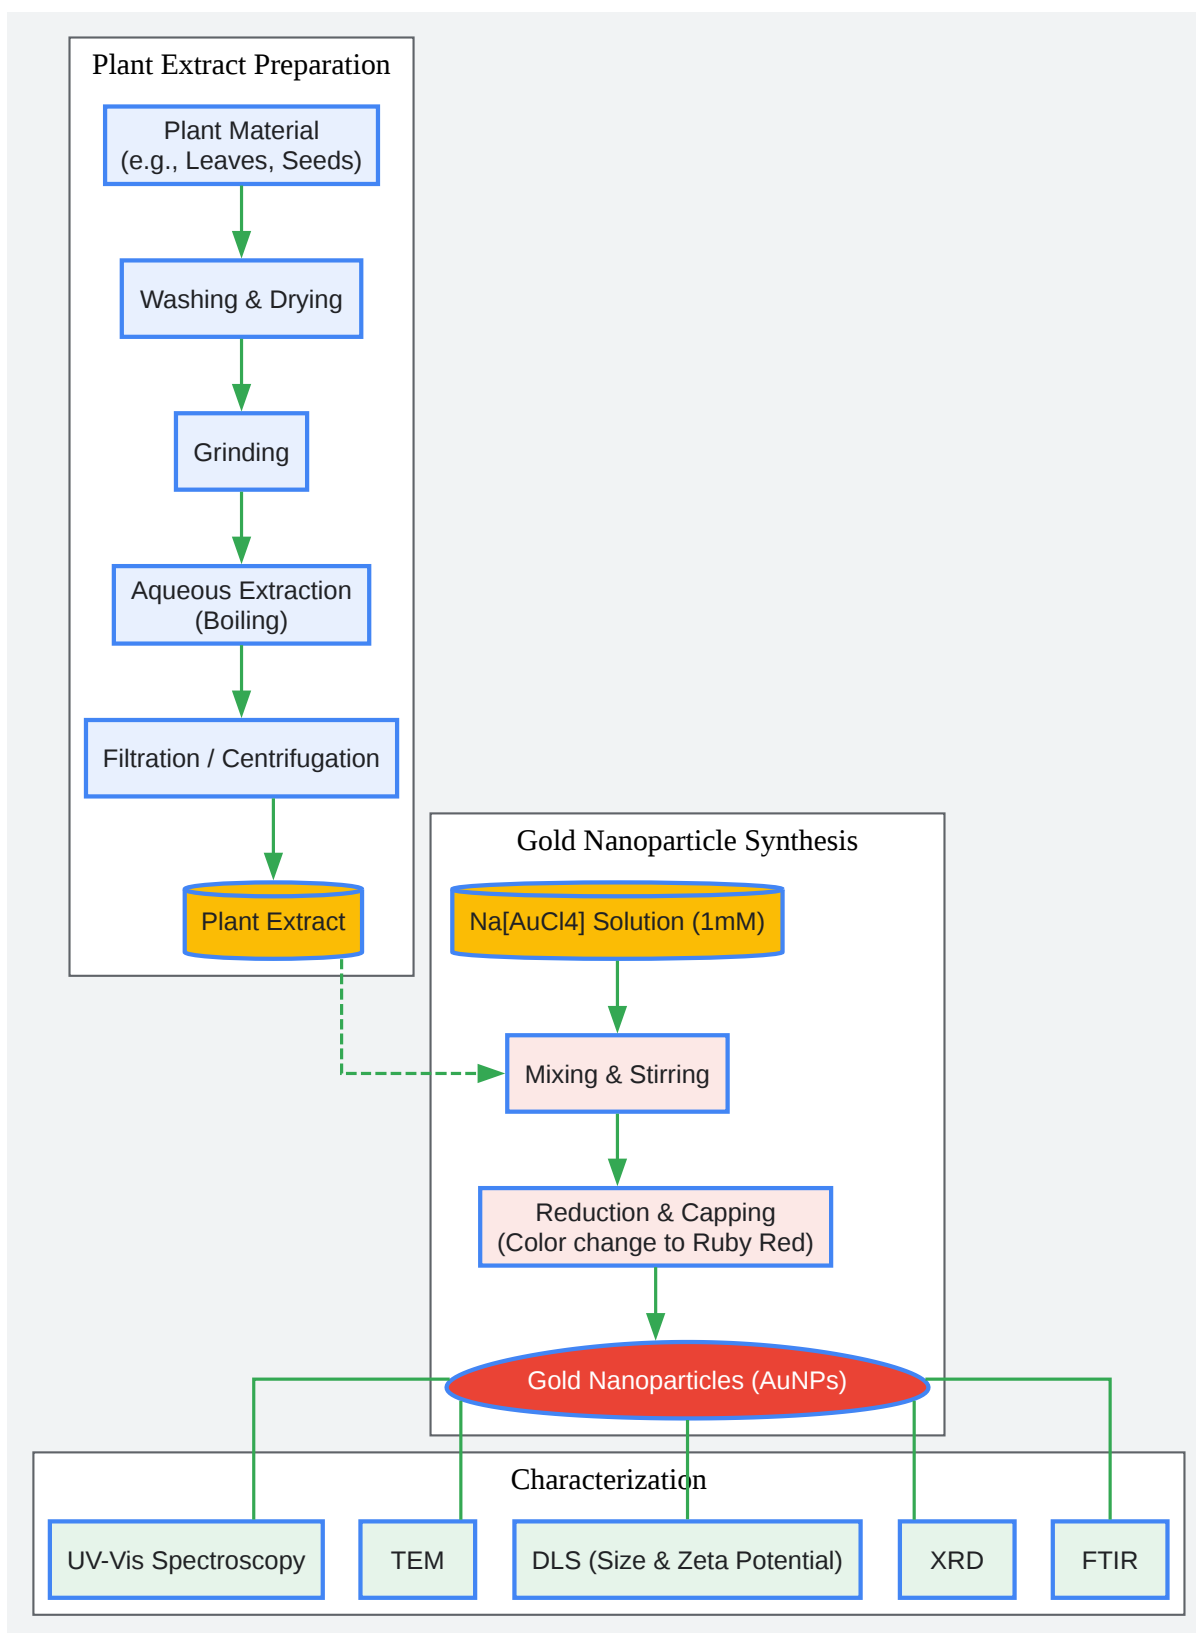 Plant Extract Preparation
Plant Material
(e.g., Leaves, Seeds)
Washing & Drying
Grinding
Aqueous Extraction
(Boiling)
Filtration / Centrifugation
Plant Extract
Gold Nanoparticle Synthesis
Na[AuCl4] Solution (1mM)
Mixing & Stirring
Reduction & Capping
(Color change to Ruby Red)
Gold Nanoparticles (AuNPs)
Characterization
UV-Vis Spectroscopy
TEM
DLS (Size & Zeta Potential)
XRD
FTIR